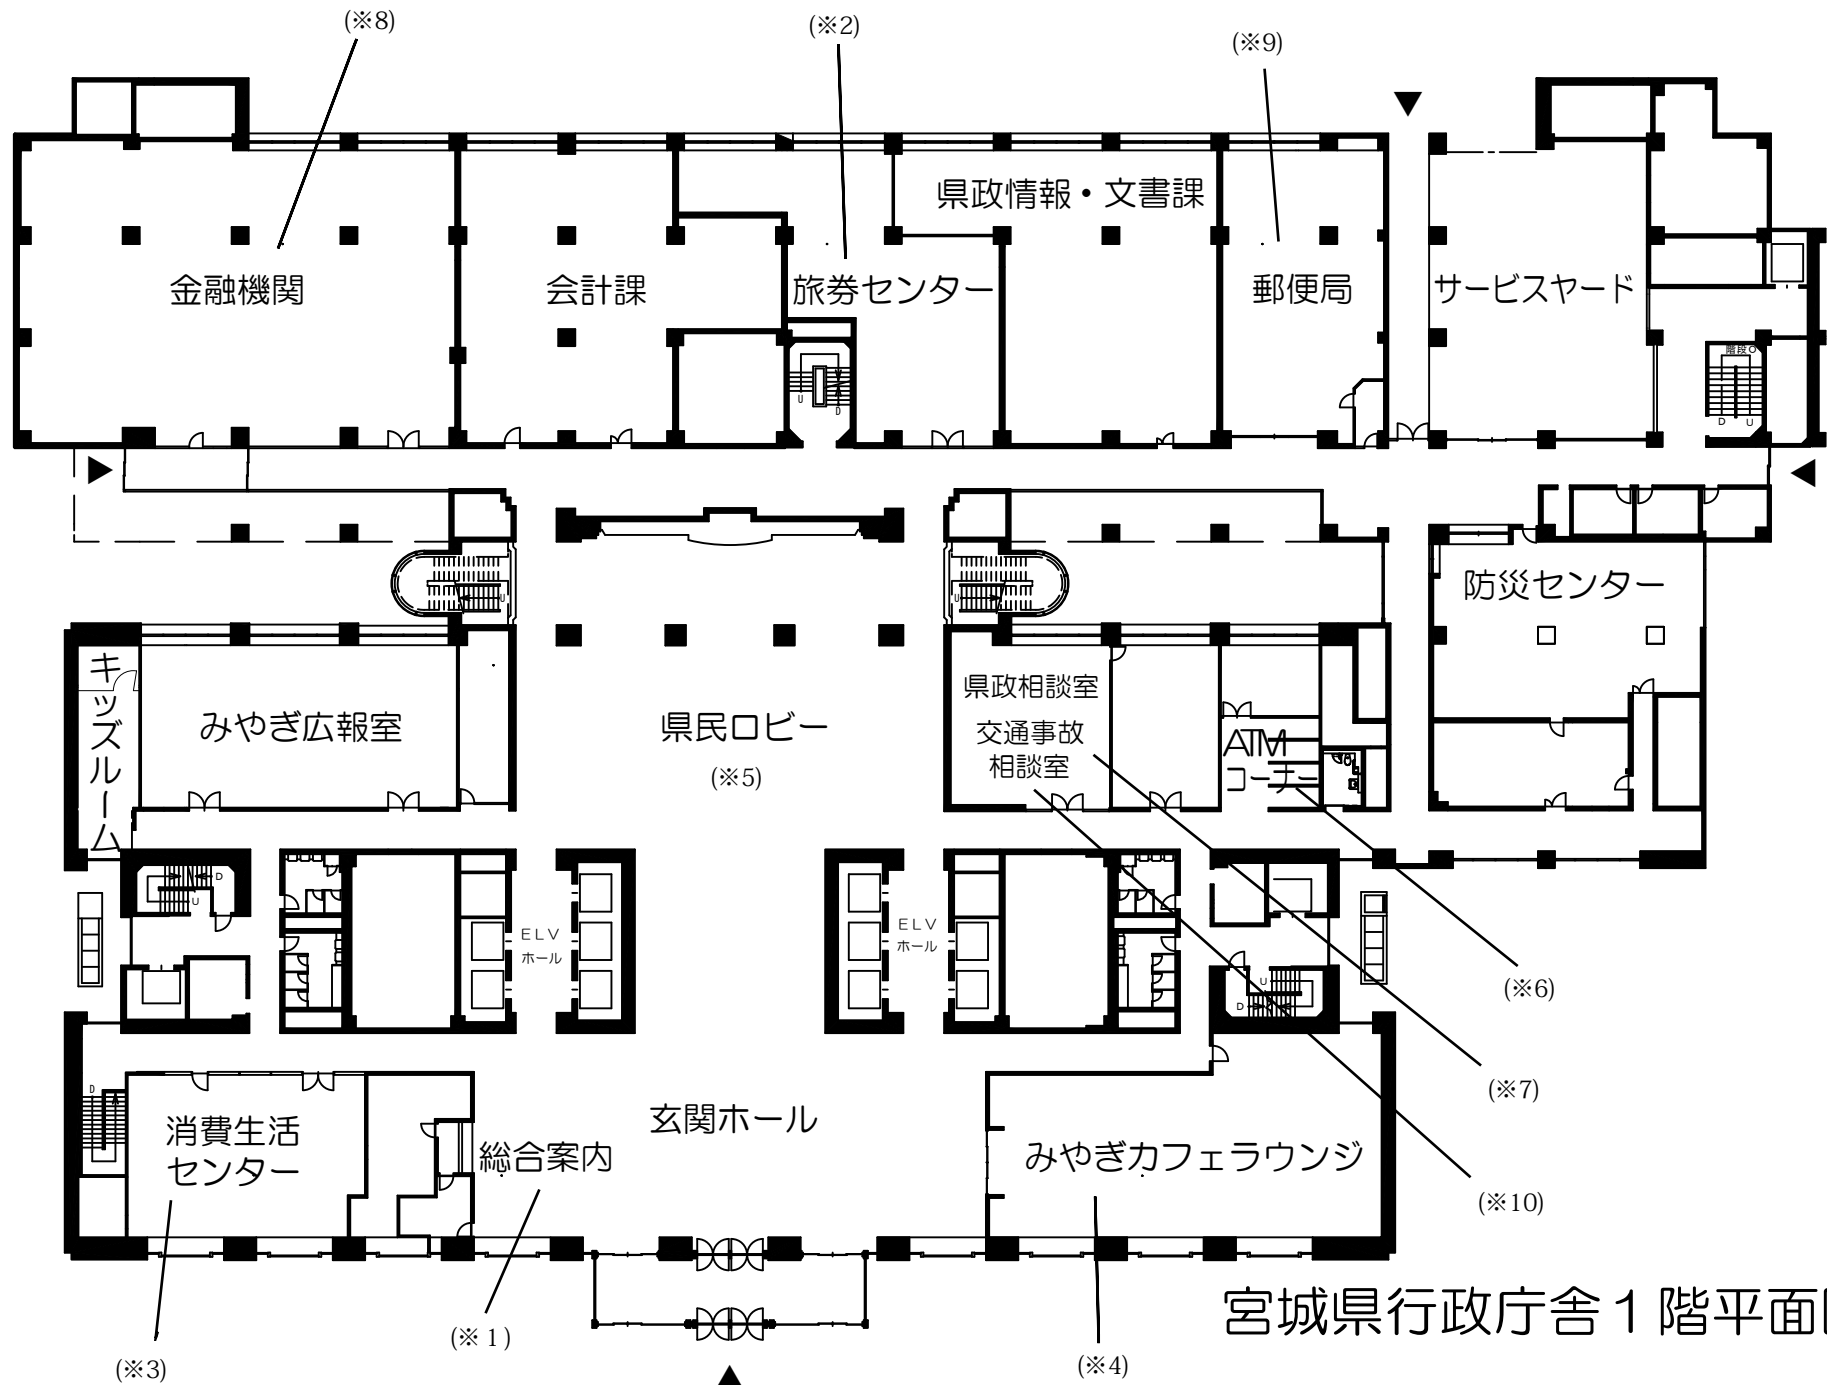 (※8)
(※2)
(※9)
県政情報・文書課
金融機関
会計課
旅券センター
郵便局
サービスヤード
階段
U
D
D
U
防災センター
U
U
キッズルーム
みやぎ広報室
県民ロビー
(※5)
県政相談室
交通事故
相談室
ATM
コーナー
D
U
ELV
ホール
ELV
ホール
U
D
(※6)
(※7)
D
消費生活
センター
総合案内
玄関ホール
みやぎカフェラウンジ
(※10)
宮城県行政庁舎1階平面
(※3)
(※1)
(※4)